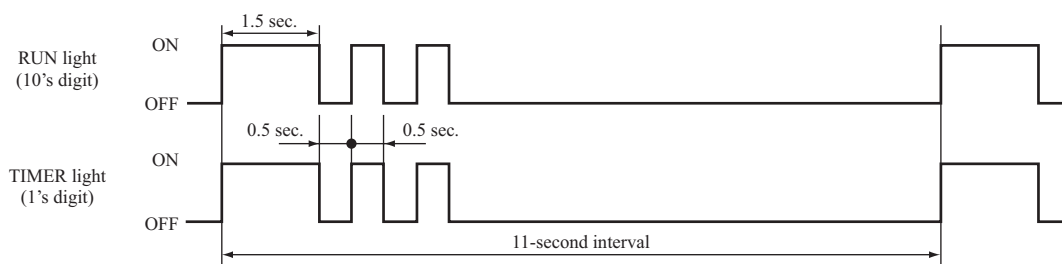 1.5 sec.
ON
RUN light
(10’s digit)
OFF
0.5 sec.
0.5 sec.
ON
TIMER light
(1’s digit)
OFF
11-second interval